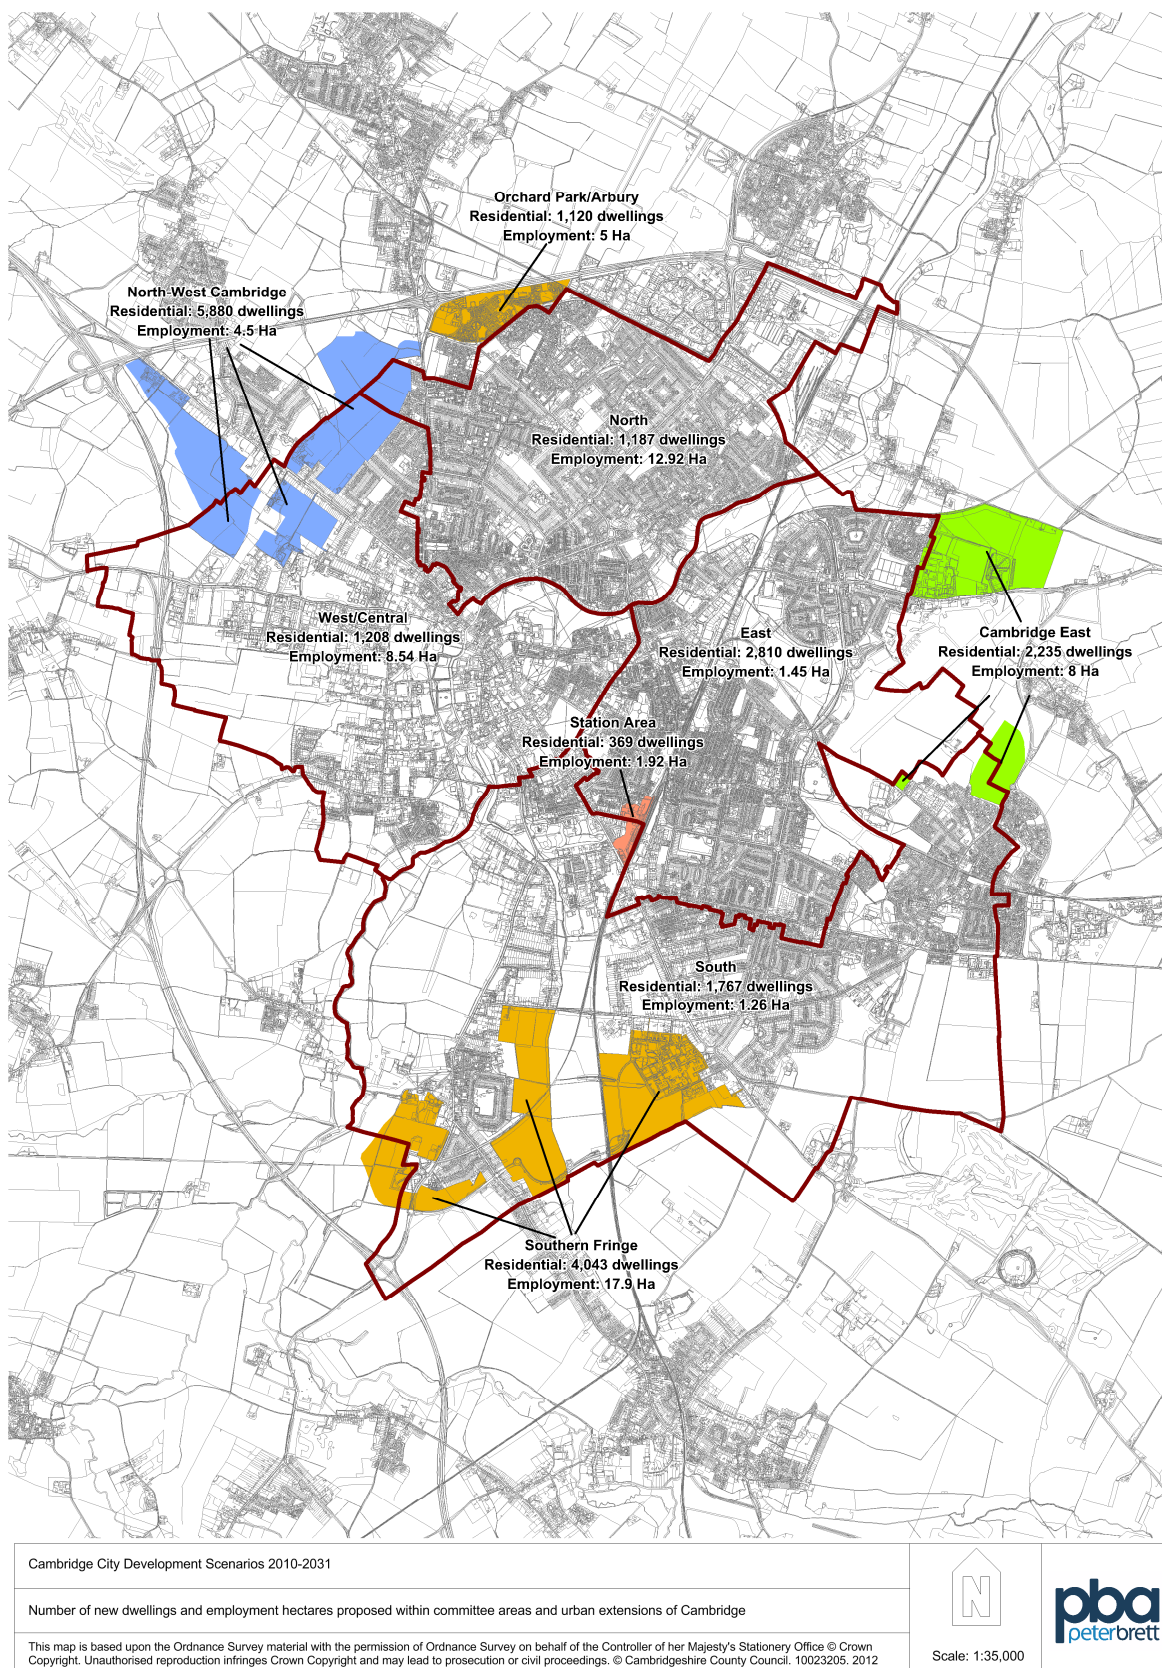 Orchard Park/Arbury
Residential: 1,120 dwellings
Employment: 5 Ha
North-West Cambridge
Residential: 5,880 dwellings
Employment: 4.5 Ha
North
Residential: 1,187 dwellings
Employment: 12.92 Ha
West/Central
Residential: 1,208 dwellings
Employment: 8.54 Ha
East
Residential: 2,810 dwellings
Employment: 1.45 Ha
Cambridge East
Residential: 2,235 dwellings
Employment: 8 Ha
Station Area
Residential: 369 dwellings
Employment: 1.92 Ha
South
Residential: 1,767 dwellings
Employment: 1.26 Ha
Southern Fringe
Residential: 4,043 dwellings
Employment: 17.9 Ha
Cambridge City Development Scenarios 2010-2031
Number of new dwellings and employment hectares proposed within committee areas and urban extensions of Cambridge
This map is based upon the Ordnance Survey material with the permission of Ordnance Survey on behalf of the Controller of her Majesty's Stationery Office © Crown
Copyright. Unauthorised reproduction infringes Crown Copyright and may lead to prosecution or civil proceedings. © Cambridgeshire County Council. 10023205. 2012
N
Scale: 1:35,000
pba
peterbrett